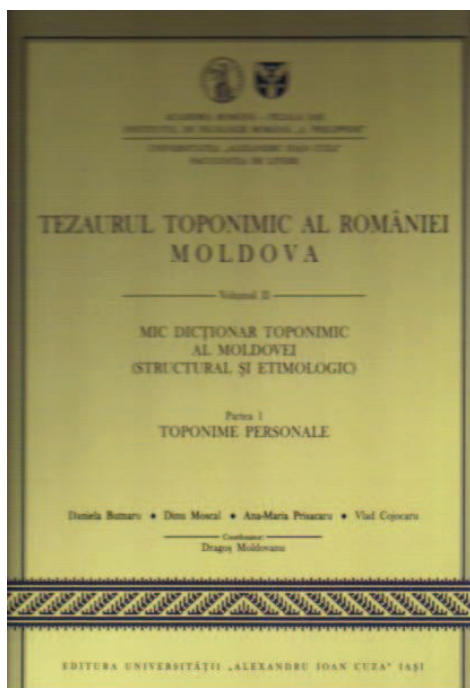 ACADEMIA ROMÂNĂ – FILIALA IAȘI
INSTITUTUL DE FILOLOGIE ROMÂNĂ „A. PHILIPPIDE”
UNIVERSITATEA „ALEXANDRU IOAN CUZA”
FACULTATEA DE LITERE
TEZAURUL TOPONIMIC AL ROMÂNIEI
MOLDOVA
Volumul II
MIC DICȚIONAR TOPONIMIC
AL MOLDOVEI
(STRUCTURAL ȘI ETIMOLOGIC)
Partea 1
TOPONIME PERSONALE
Daniela Butnaru ♦ Dinu Moscal ♦ Ana-Maria Prisacaru ♦ Vlad Cojocaru
Coordonator:
Dragoș Moldovanu
EDITURA UNIVERSITĂȚII „ALEXANDRU IOAN CUZA” IAȘI